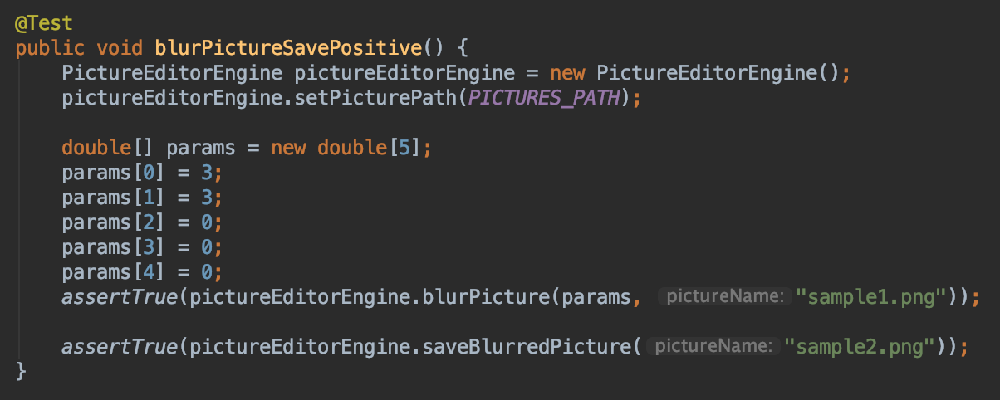 @Test
public void blurPictureSavePositive() {
PictureEditorEngine pictureEditorEngine = new PictureEditorEngine();
pictureEditorEngine.setPicturePath(PICTURES_PATH);
double[] params = new double[5];
params[0] = 3;
params[1] = 3;
params[2] = 0;
params[3] = 0;
params[4] = 0;
assertTrue(pictureEditorEngine.blurPicture(params, pictureName: "sample1.png"));
assertTrue(pictureEditorEngine.saveBlurredPicture( pictureName: "sample2.png"));
}